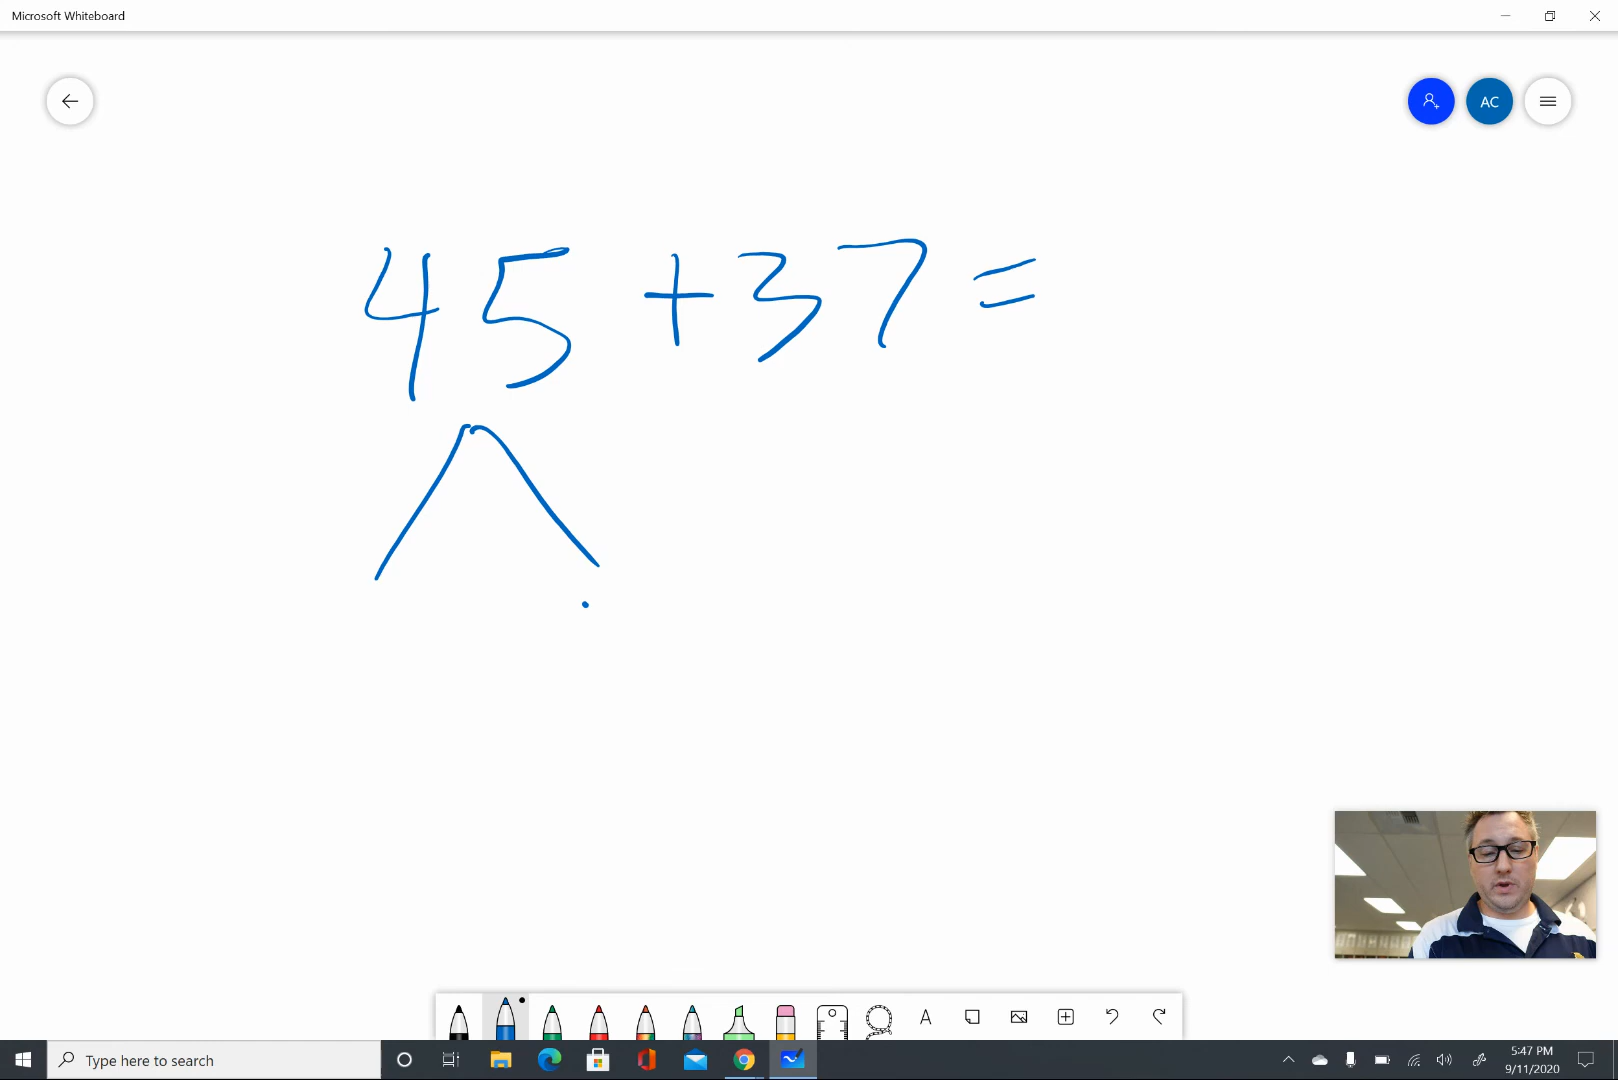 Microsoft Whiteboard
AC
45 + 37 =
A
Type here to search
5:47 PM
9/11/2020